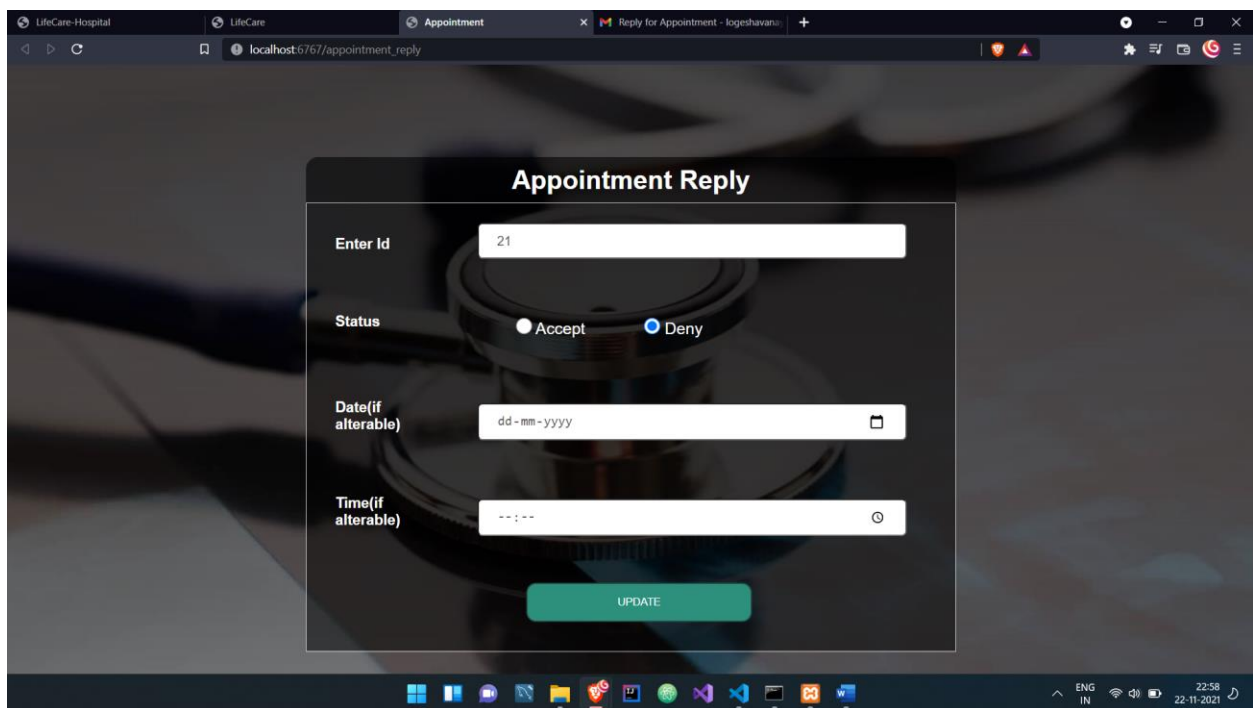 LifeCare-Hospital
LifeCare
Appointment
Reply for Appointment - logeshavana
localhost:6767/appointment_reply
Appointment Reply
Enter Id
21
Status
Accept
Deny
Date(if
alterable)
dd-mm-yyyy
Time(if
alterable)
--:--
UPDATE
ENG
IN
22:58
22-11-2021